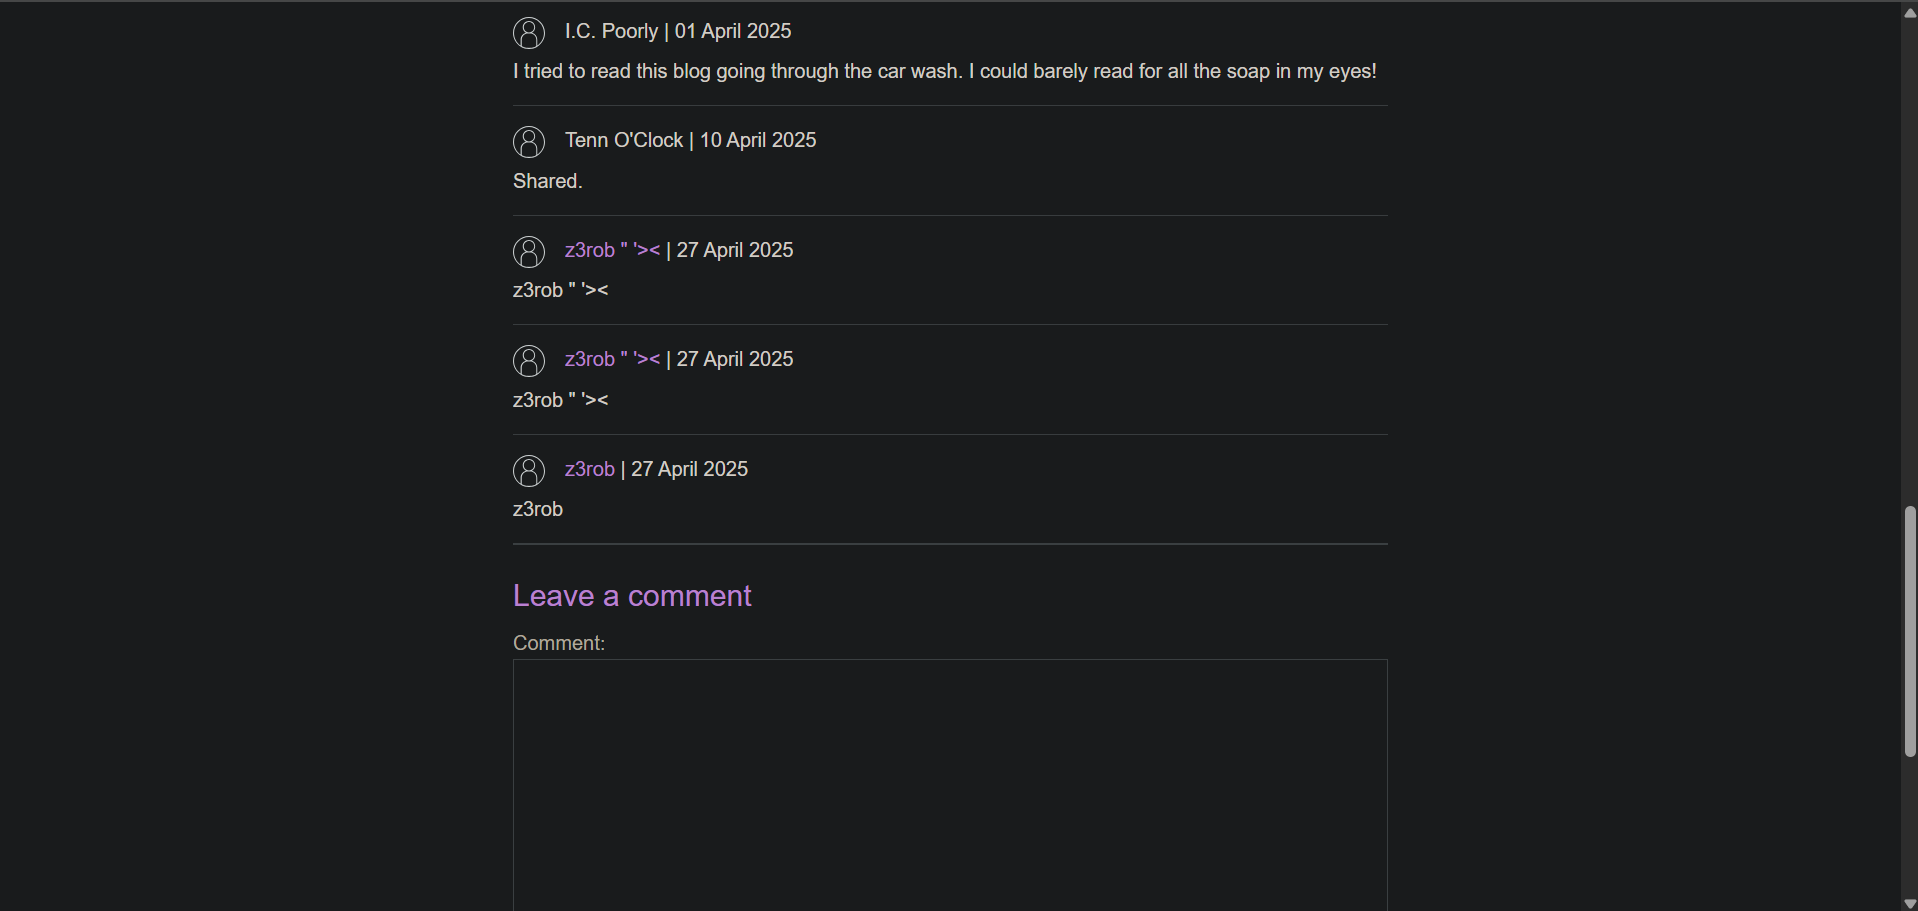 I.C. Poorly | 01 April 2025
I tried to read this blog going through the car wash. I could barely read for all the soap in my eyes!
Tenn O'Clock | 10 April 2025
Shared.
z3rob " '>< | 27 April 2025
z3rob " '><
z3rob " '>< | 27 April 2025
z3rob " '><
z3rob | 27 April 2025
z3rob
Leave a comment
Comment: